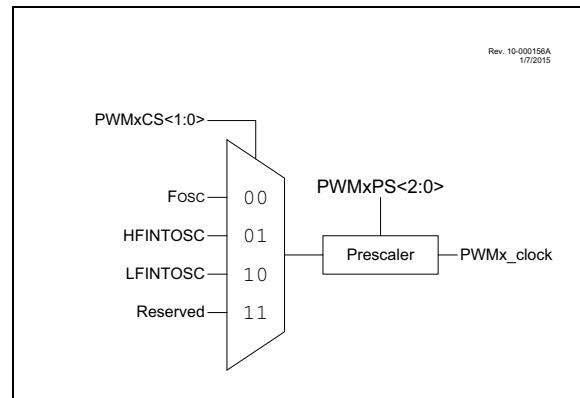 Rev. 10-000156A
1/7/2015
PWMxCS<1:0>
FOSC 00
PWMxPS<2:0>
HFINTOSC 01
Prescaler PWMx_clock
LFINTOSC 10
Reserved 11